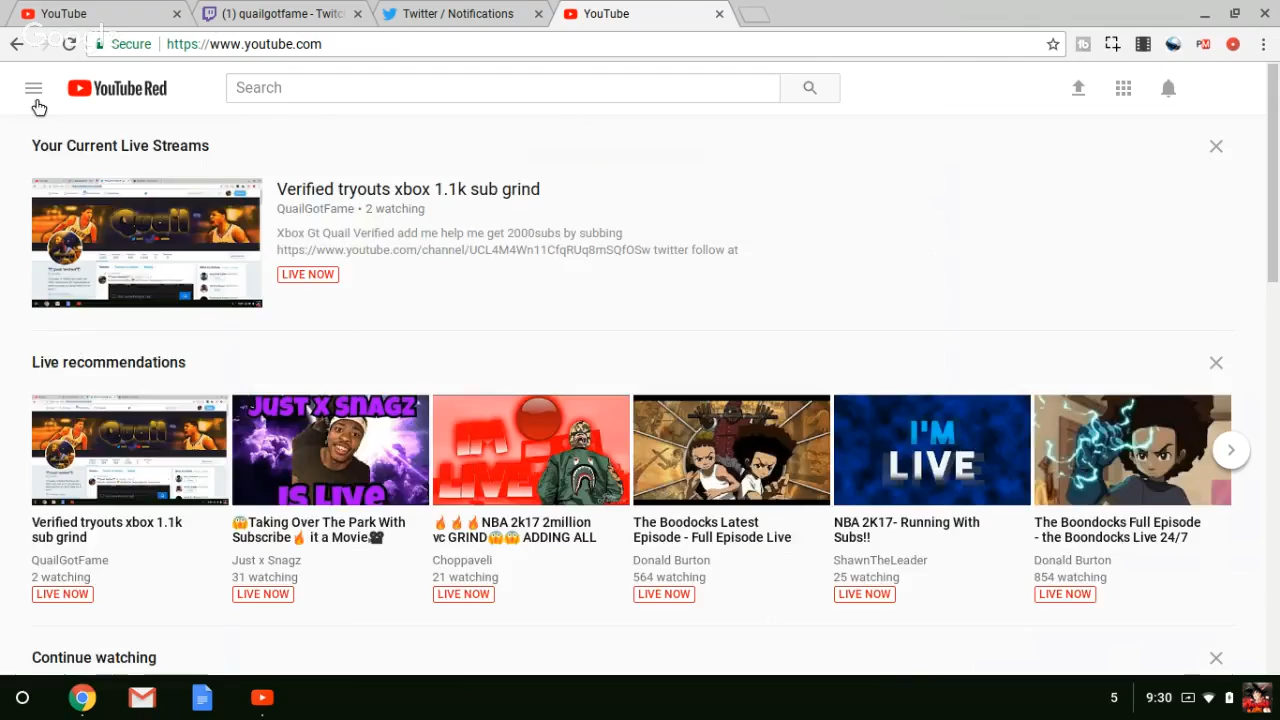 YouTube
(1) quailgotfame - Twitc
Twitter / Notifications
YouTube
Google
Secure
https://www.youtube.com
PM
YouTube Red
Search
Your Current Live Streams
Verified tryouts xbox 1.1k sub grind
QuailGotFame • 2 watching
Xbox Gt Quail Verified add me help me get 2000subs by subbing
https://www.youtube.com/channel/UCL4M4Wn11CfqRUq8mSQfOSw twitter follow at
LIVE NOW
Quail
Live recommendations
Quail
JUST x SNAGZ
IS LIVE
I'M
LIVE
Verified tryouts xbox 1.1k
sub grind
QuailGotFame
2 watching
LIVE NOW
😱Taking Over The Park With
Subscribe🔥 it a Movie🎥
Just x Snagz
31 watching
LIVE NOW
🔥🔥🔥NBA 2k17 2million
vc GRIND😱😱 ADDING ALL
Choppaveli
21 watching
LIVE NOW
The Boodocks Latest
Episode - Full Episode Live
Donald Burton
564 watching
LIVE NOW
NBA 2K17- Running With
Subs!!
ShawnTheLeader
25 watching
LIVE NOW
The Boondocks Full Episode
- the Boondocks Live 24/7
Donald Burton
854 watching
LIVE NOW
Continue watching
5
9:30